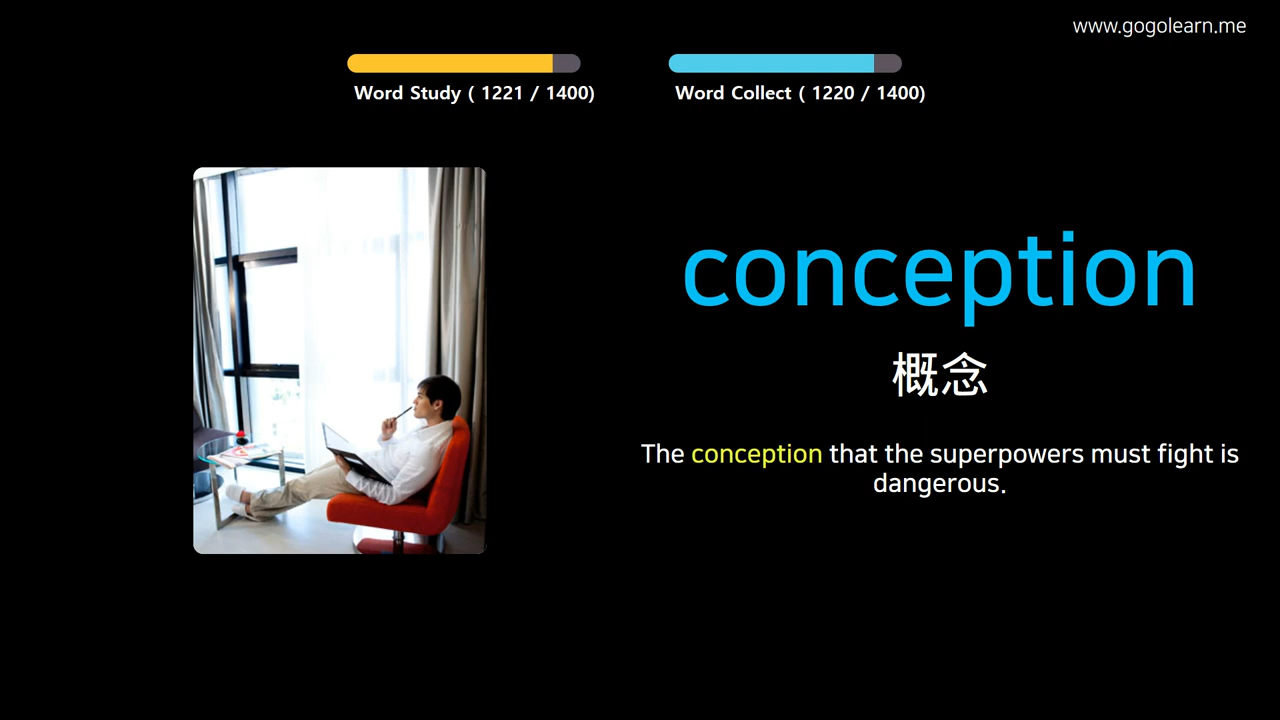 www.gogolearn.me
Word Study ( 1221 / 1400)
Word Collect ( 1220 / 1400)
conception
概念
The conception that the superpowers must fight is
dangerous.